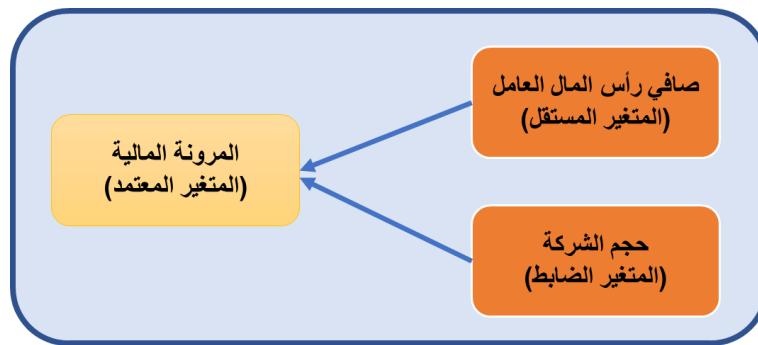 صافي رأس المال العامل
(المتغير المستقل)
المرونة المالية
(المتغير المعتمد)
حجم الشركة
(المتغير الضابط)